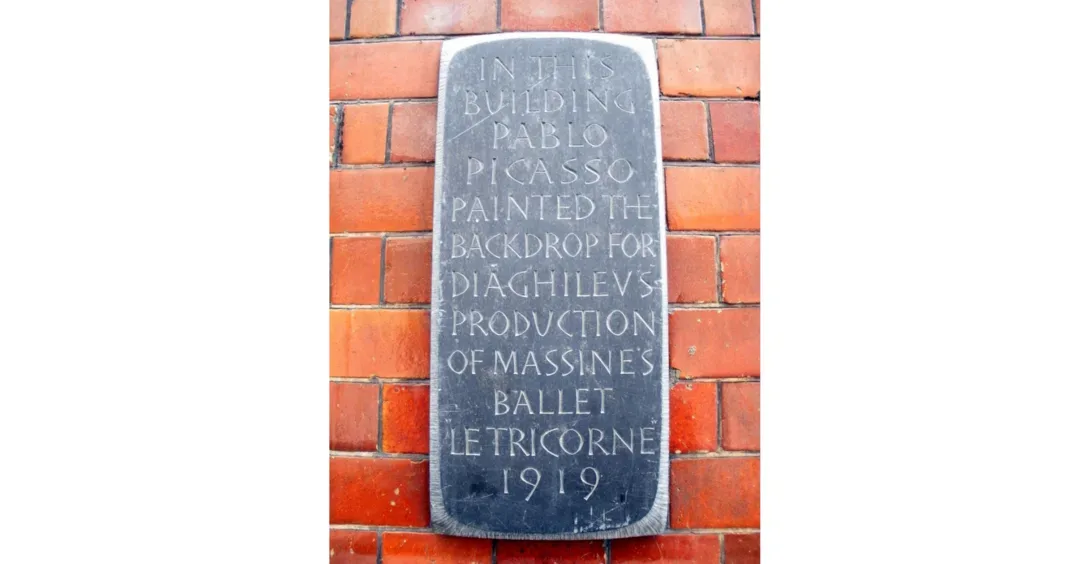 IN THIS
BUILDING
PABLO
PICASSO
PAINTED THE
BACKDROP FOR
DIAGHILEV'S
PRODUCTION
OF MASSINE'S
BALLET
"LE TRICORNE"
1919